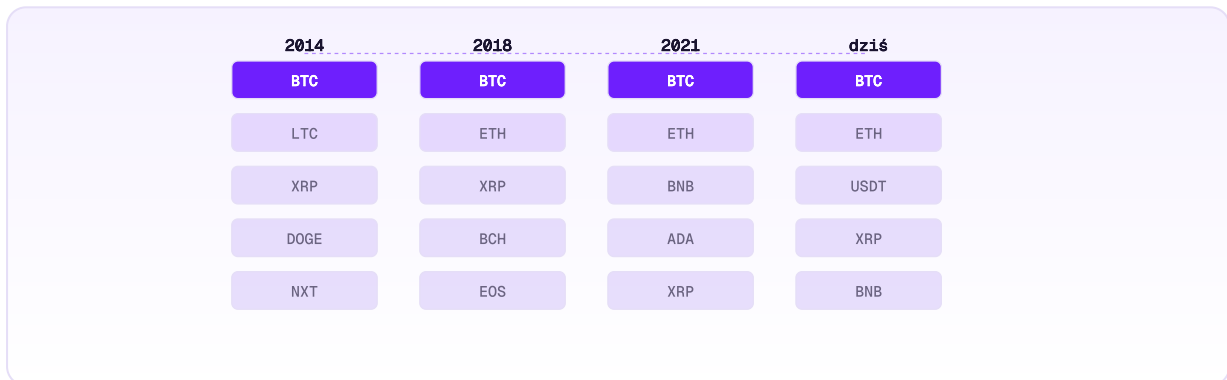 2014 2018 2021 dziś
BTC BTC BTC BTC
LTC ETH ETH ETH
XRP XRP BNB USDT
DOGE BCH ADA XRP
NXT EOS XRP BNB